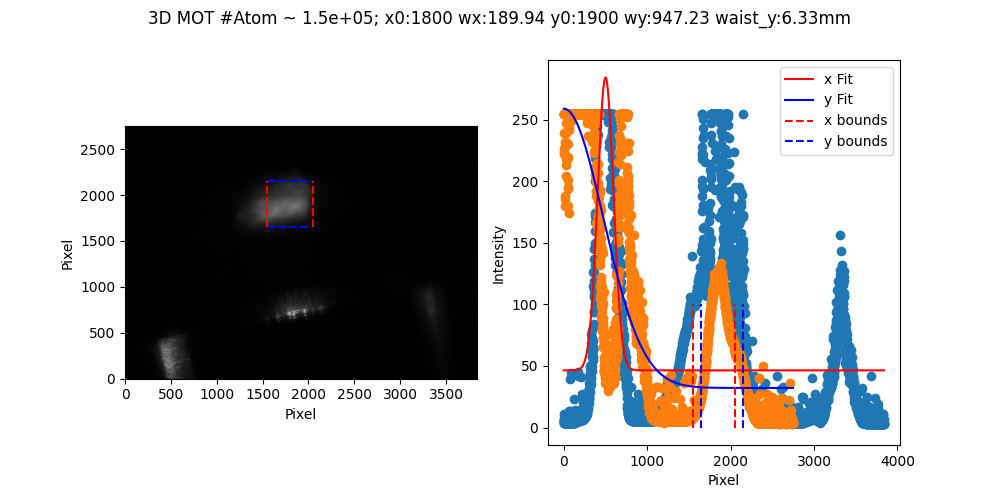 3D MOT #Atom ~ 1.5e+05; x0:1800 wx:189.94 y0:1900 wy:947.23 waist_y:6.33mm
2500
2000
1500
1000
500
0
0 500 1000 1500 2000 2500 3000 3500
Pixel
Pixel
250
200
150
100
50
0
0 1000 2000 3000 4000
Intensity
Pixel
x Fit
y Fit
x bounds
y bounds